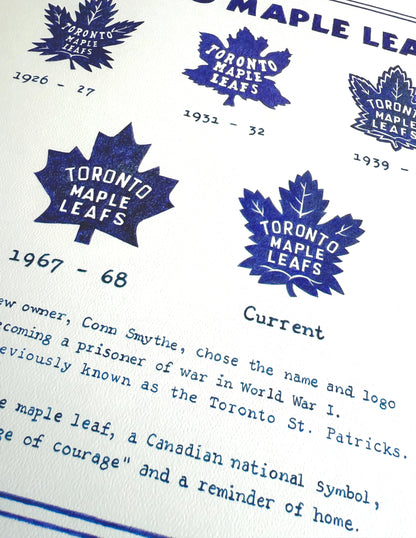 MAPLE LEA
TORONTO
MAPLE
LEAFS
1926 - 27
TORONTO
MAPLE
LEAFS
1931 - 32
TORONTO
MAPLE
LEAFS
1939 -
TORONTO
MAPLE
LEAFS
1967 - 68
TORONTO
MAPLE
LEAFS
Current
ew owner, Conn Smythe, chose the name and logo
ecoming a prisoner of war in World War I.
eviously known as the Toronto St. Patricks.
e maple leaf, a Canadian national symbol,
ge of courage" and a reminder of home.